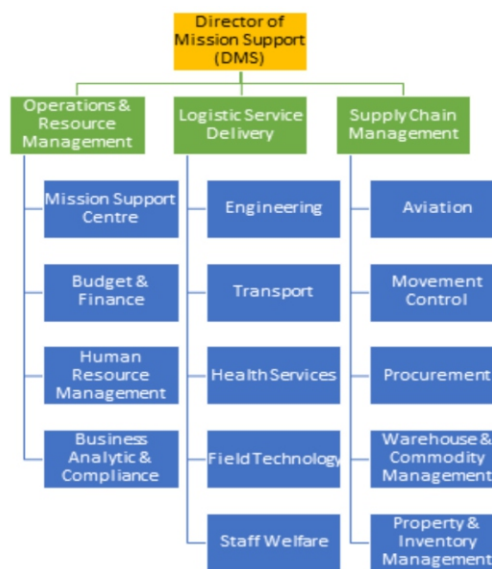 Director of
Mission Support
(DMS)
Operations &
Resource
Management
Logistic Service
Delivery
Supply Chain
Management
Mission Support
Centre
Engineering
Aviation
Budget &
Finance
Transport
Movement
Control
Human
Resource
Management
Health Services
Procurement
Business
Analytic &
Compliance
Field Technology
Warehouse &
Commodity
Management
Staff Welfare
Property &
Inventory
Management